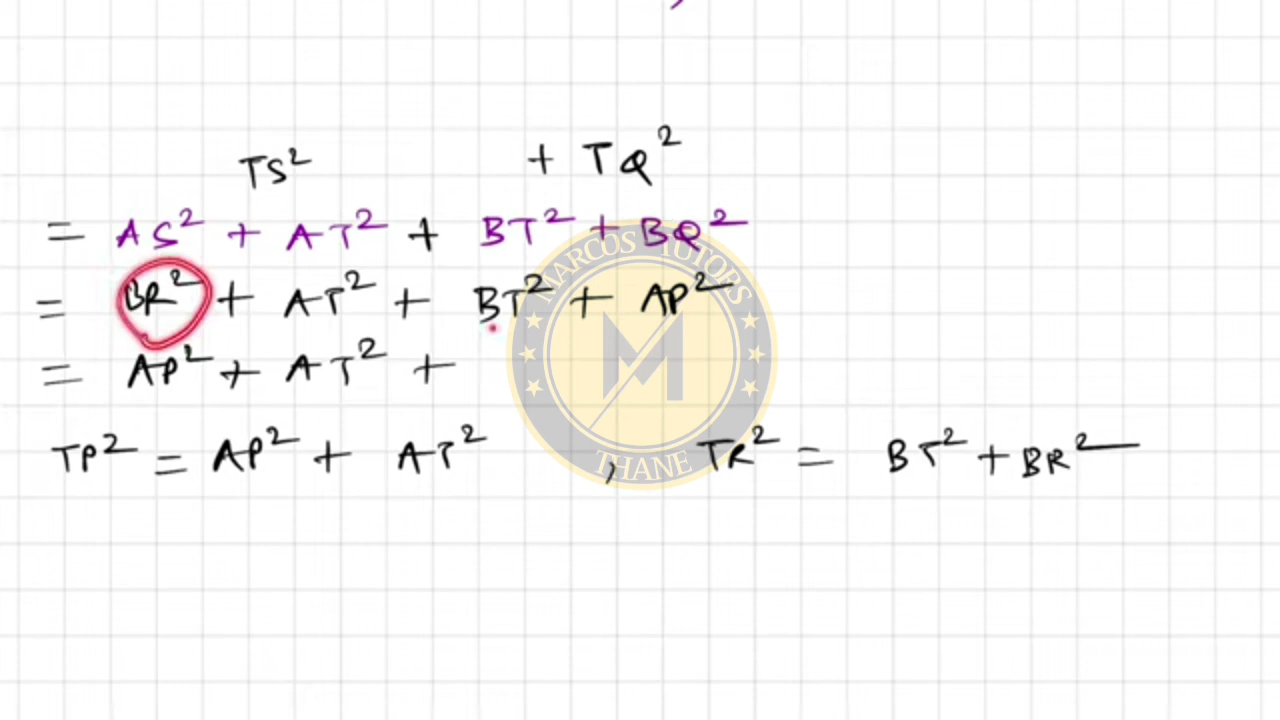 TS² + TQ²
= AS² + AT² + BT² + BQ²
= BR² + AT² + BT² + AP²
= AP² + AT² +
TP² = AP² + AT² , TR² = BT² + BR²
MARCOS TUTORS
M
THANE